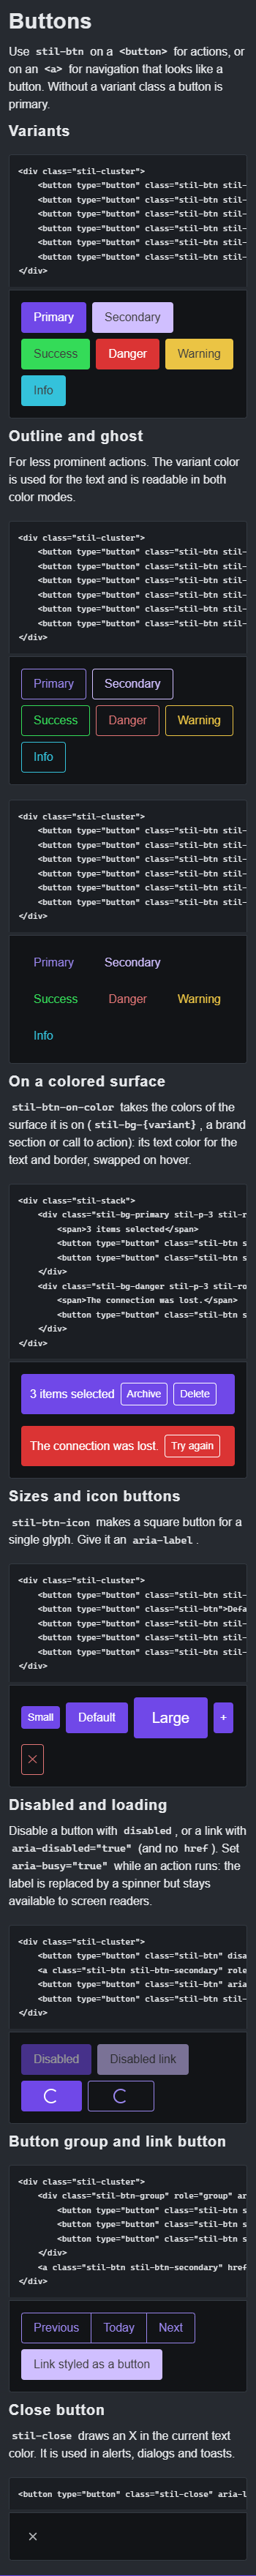 Buttons
Use stil-btn on a <button> for actions, or
on an <a> for navigation that looks like a
button. Without a variant class a button is
primary.
Variants
<div class="stil-cluster">
<button type="button" class="stil-btn stil-
<button type="button" class="stil-btn stil-
<button type="button" class="stil-btn stil-
<button type="button" class="stil-btn stil-
<button type="button" class="stil-btn stil-
<button type="button" class="stil-btn stil-
</div>
Primary Secondary
Success Danger Warning
Info
Outline and ghost
For less prominent actions. The variant color
is used for the text and is readable in both
color modes.
<div class="stil-cluster">
<button type="button" class="stil-btn stil-
<button type="button" class="stil-btn stil-
<button type="button" class="stil-btn stil-
<button type="button" class="stil-btn stil-
<button type="button" class="stil-btn stil-
<button type="button" class="stil-btn stil-
</div>
Primary Secondary
Success Danger Warning
Info
<div class="stil-cluster">
<button type="button" class="stil-btn stil-
<button type="button" class="stil-btn stil-
<button type="button" class="stil-btn stil-
<button type="button" class="stil-btn stil-
<button type="button" class="stil-btn stil-
<button type="button" class="stil-btn stil-
</div>
Primary Secondary
Success Danger Warning
Info
On a colored surface
stil-btn-on-color takes the colors of the
surface it is on (stil-bg-{variant}, a brand
section or call to action): its text color for the
text and border, swapped on hover.
<div class="stil-stack">
<div class="stil-bg-primary stil-p-3 stil-r
<span>3 items selected</span>
<button type="button" class="stil-btn s
<button type="button" class="stil-btn s
</div>
<div class="stil-bg-danger stil-p-3 stil-ro
<span>The connection was lost.</span>
<button type="button" class="stil-btn s
</div>
</div>
3 items selected Archive Delete
The connection was lost. Try again
Sizes and icon buttons
stil-btn-icon makes a square button for a
single glyph. Give it an aria-label.
<div class="stil-cluster">
<button type="button" class="stil-btn stil-
<button type="button" class="stil-btn">Defa
<button type="button" class="stil-btn stil-
<button type="button" class="stil-btn stil-
<button type="button" class="stil-btn stil-
</div>
Small Default Large +
×
Disabled and loading
Disable a button with disabled, or a link with
aria-disabled="true" (and no href). Set
aria-busy="true" while an action runs: the
label is replaced by a spinner but stays
available to screen readers.
<div class="stil-cluster">
<button type="button" class="stil-btn" disa
<a class="stil-btn stil-btn-secondary" role
<button type="button" class="stil-btn" aria
<button type="button" class="stil-btn stil-
</div>
Disabled Disabled link
Button group and link button
<div class="stil-cluster">
<div class="stil-btn-group" role="group" ar
<button type="button" class="stil-btn s
<button type="button" class="stil-btn s
<button type="button" class="stil-btn s
</div>
<a class="stil-btn stil-btn-secondary" href
</div>
Previous Today Next
Link styled as a button
Close button
stil-close draws an X in the current text
color. It is used in alerts, dialogs and toasts.
<button type="button" class="stil-close" aria-l
×